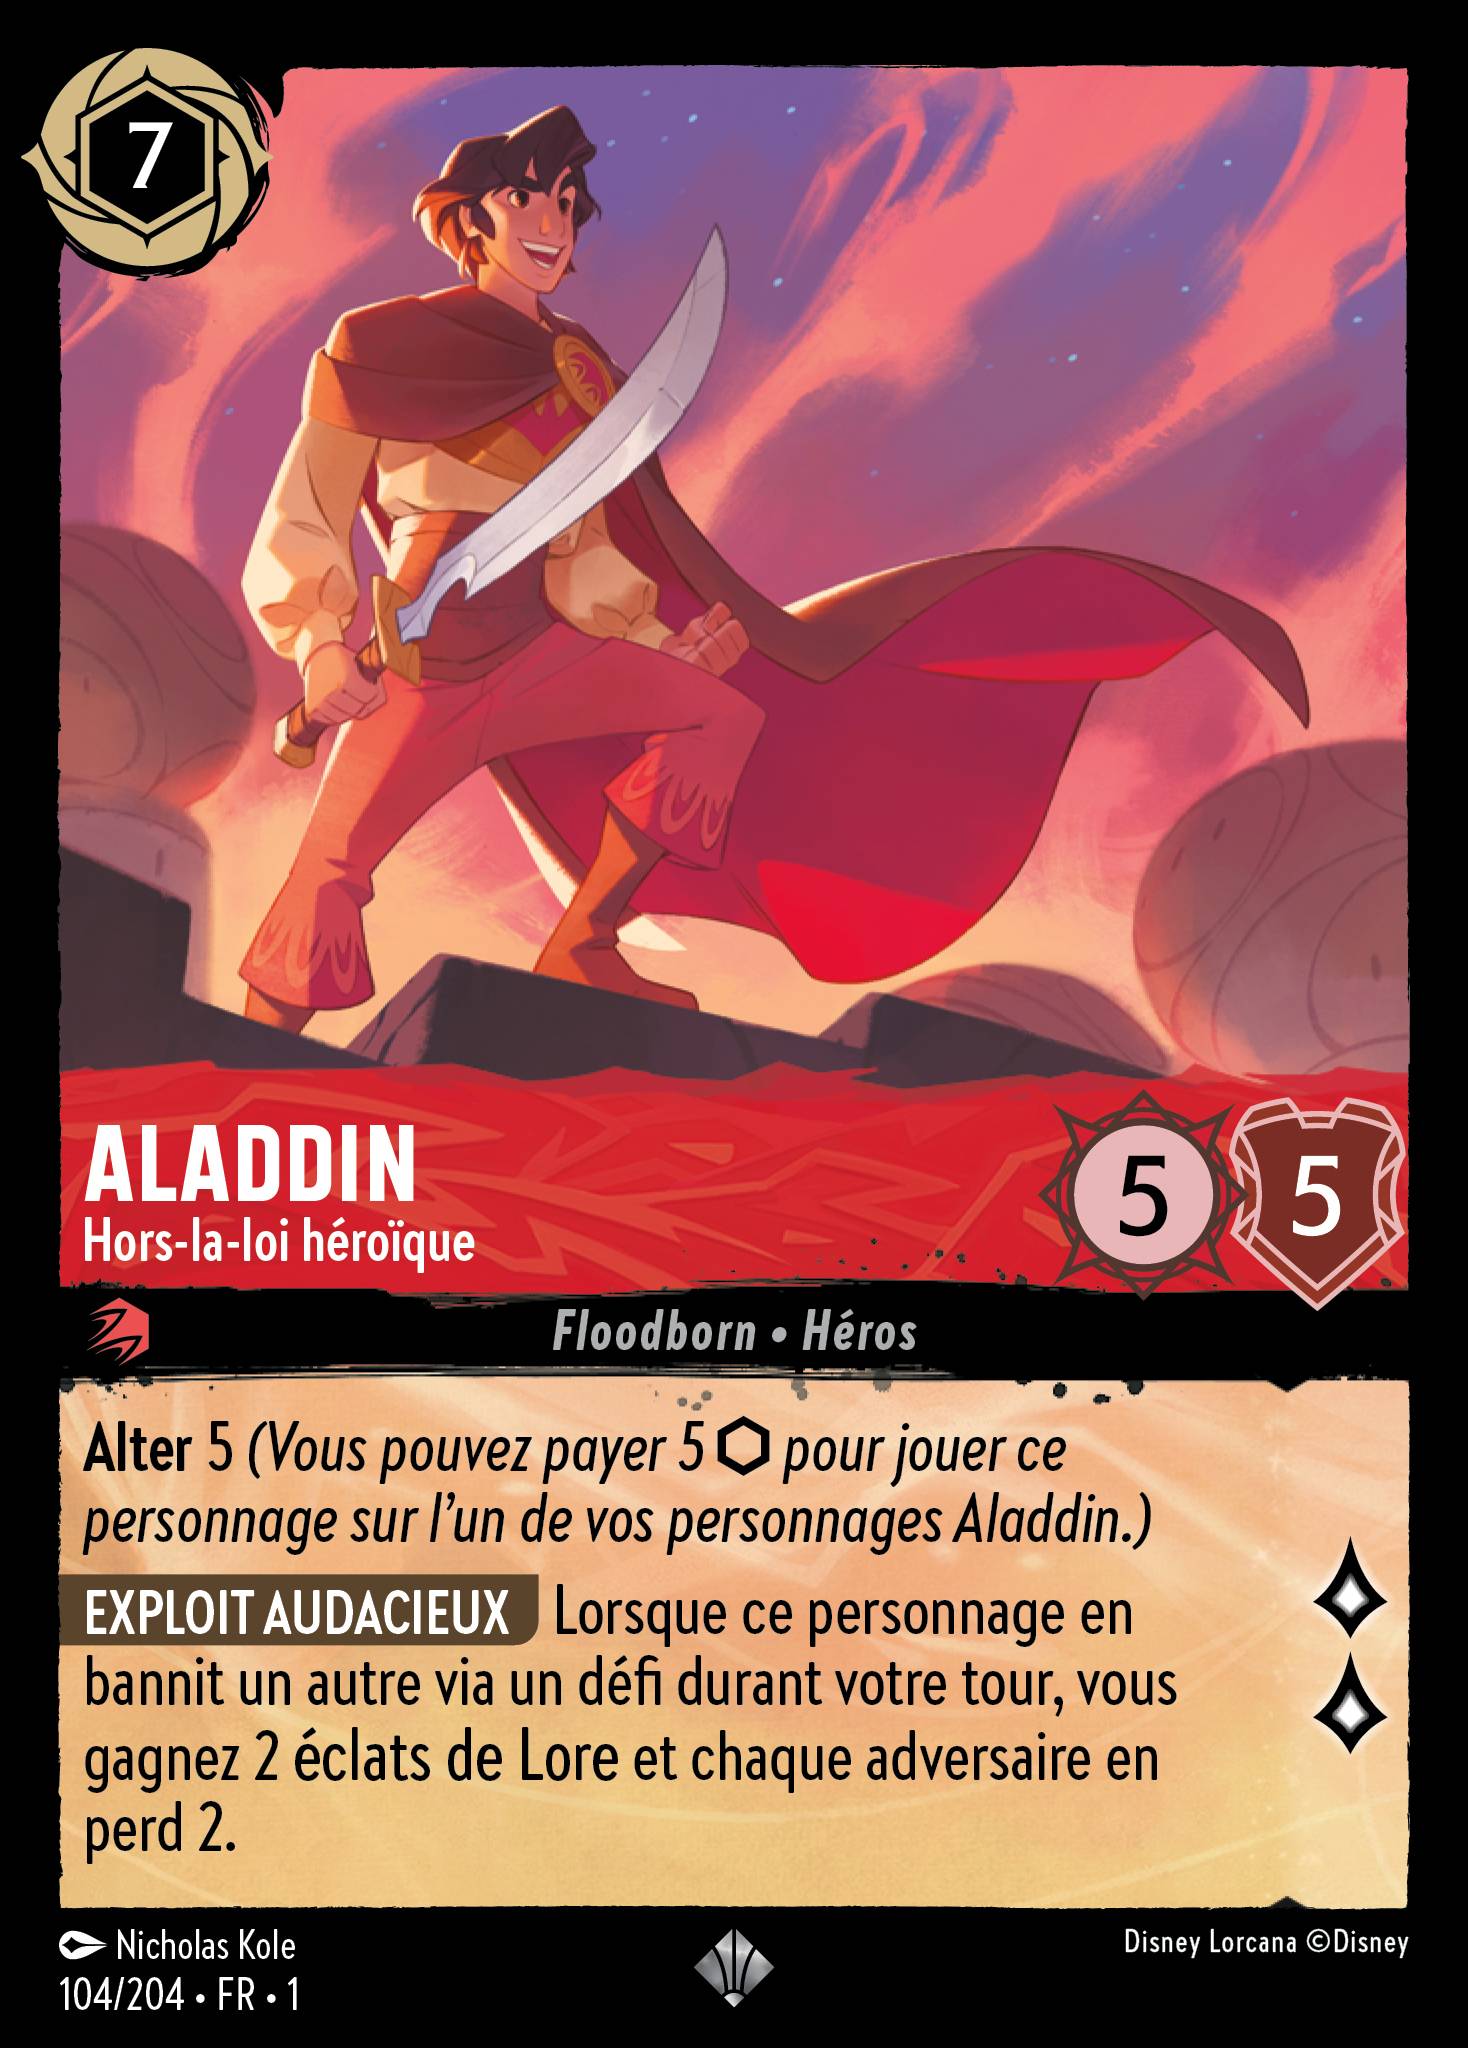 7
ALADDIN
Hors-la-loi héroïque
5 5
Floodborn • Héros
Alter 5 (Vous pouvez payer 5 ⬡ pour jouer ce
personnage sur l’un de vos personnages Aladdin.)
EXPLOIT AUDACIEUX Lorsque ce personnage en
bannit un autre via un défi durant votre tour, vous
gagnez 2 éclats de Lore et chaque adversaire en
perd 2.
Nicholas Kole
Disney Lorcana ©Disney
104/204 • FR • 1